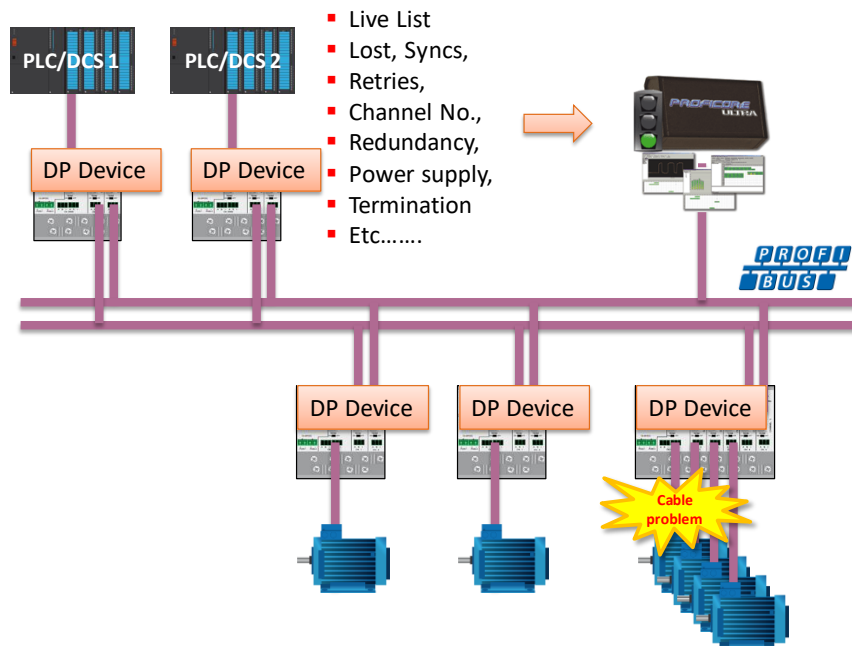 PLC/DCS 1
PLC/DCS 2
▪ Live List
▪ Lost, Syncs,
▪ Retries,
▪ Channel No.,
▪ Redundancy,
▪ Power supply,
▪ Termination
▪ Etc…….
PROFICORE
ULTRA
DP Device
DP Device
PROFI
BUS
DP Device
DP Device
DP Device
Cable
problem